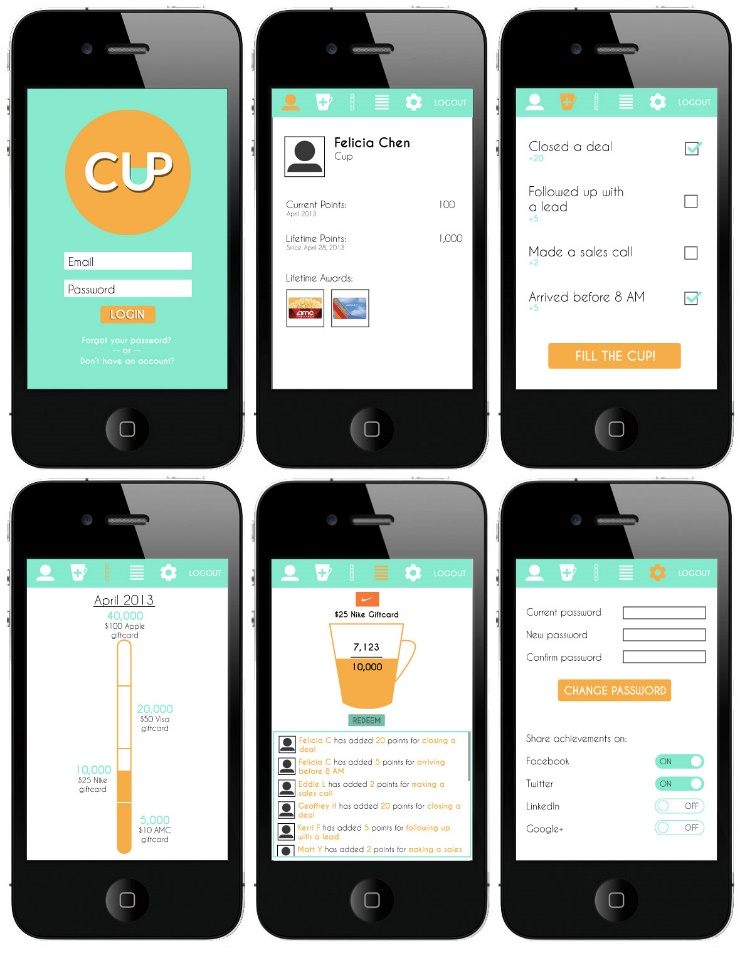 CUP
Email
Password
LOGIN
Forgot your password?
— or —
Don't have an account?
LOGOUT
Felicia Chen
Cup
Current Points: 100
April 2013
Lifetime Points: 1,000
Since April 28, 2013
Lifetime Awards:
amc
LOGOUT
Closed a deal
+20
Followed up with
a lead
+5
Made a sales call
+2
Arrived before 8 AM
+5
FILL THE CUP!
LOGOUT
April 2013
40,000
$100 Apple
giftcard
20,000
$50 Visa
giftcard
10,000
$25 Nike
giftcard
5,000
$10 AMC
giftcard
LOGOUT
$25 Nike Giftcard
7,123
10,000
REDEEM
Felicia C has added 20 points for closing a
deal
Felicia C has added 5 points for arriving
before 8 AM
Eddie L has added 2 points for making a
sales call
Geoffrey H has added 20 points for closing a
deal
Kerri F has added 5 points for following up
with a lead
Matt Y has added 2 points for making a sales
LOGOUT
Current password
New password
Confirm password
CHANGE PASSWORD
Share achievements on:
Facebook ON
Twitter ON
LinkedIn OFF
Google+ OFF